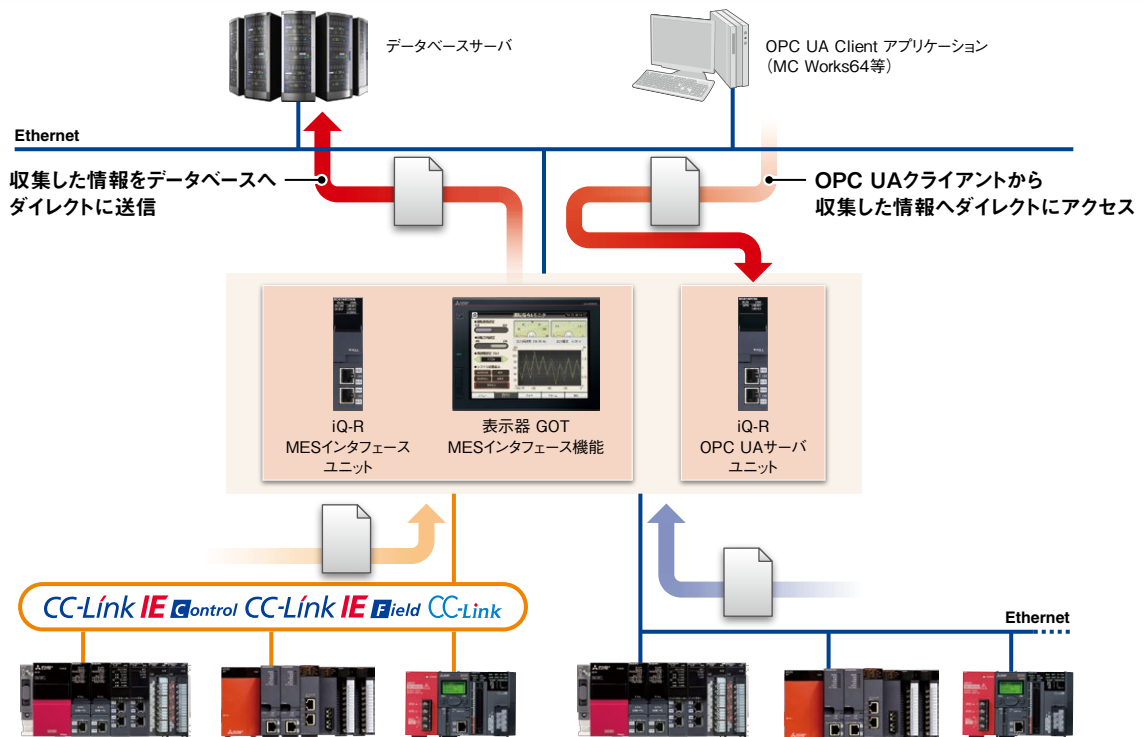 データベースサーバ
OPC UA Client アプリケーション
（MC Works64等）
Ethernet
収集した情報をデータベースへ
ダイレクトに送信
OPC UAクライアントから
収集した情報へダイレクトにアクセス
iQ-R
MESインタフェース
ユニット
表示器 GOT
MESインタフェース機能
iQ-R
OPC UAサーバ
ユニット
CC-Link IE Control CC-Link IE Field CC-Link
Ethernet